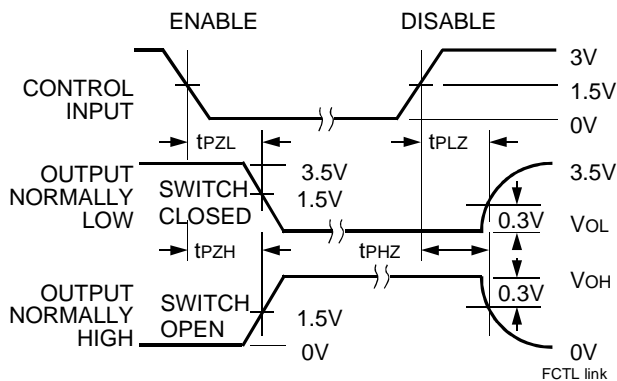 ENABLE DISABLE
3V
CONTROL INPUT
1.5V
0V
tPZL tPLZ
OUTPUT NORMALLY LOW
SWITCH CLOSED
3.5V
1.5V
3.5V
0.3V
VOL
tPZH tPHZ
OUTPUT NORMALLY HIGH
SWITCH OPEN
1.5V
0V
VOH
0.3V
0V
FCTL link